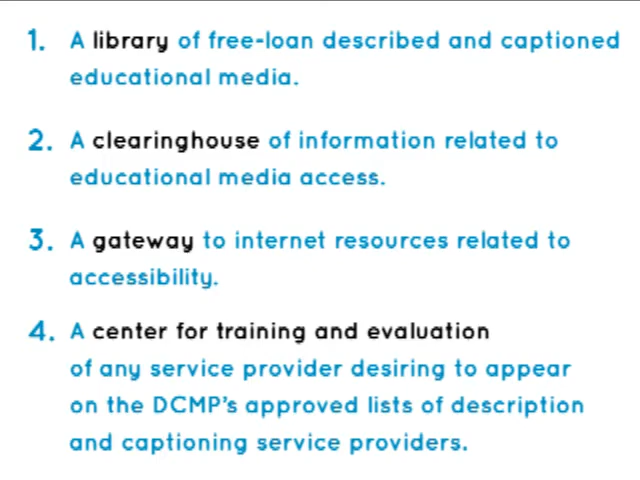 1. A library of free-loan described and captioned
educational media.
2. A clearinghouse of information related to
educational media access.
3. A gateway to internet resources related to
accessibility.
4. A center for training and evaluation
of any service provider desiring to appear
on the DCMP's approved lists of description
and captioning service providers.